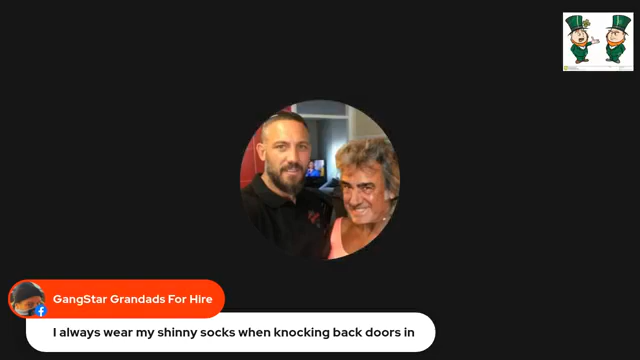 GangStar Grandads For Hire
I always wear my shinny socks when knocking back doors in